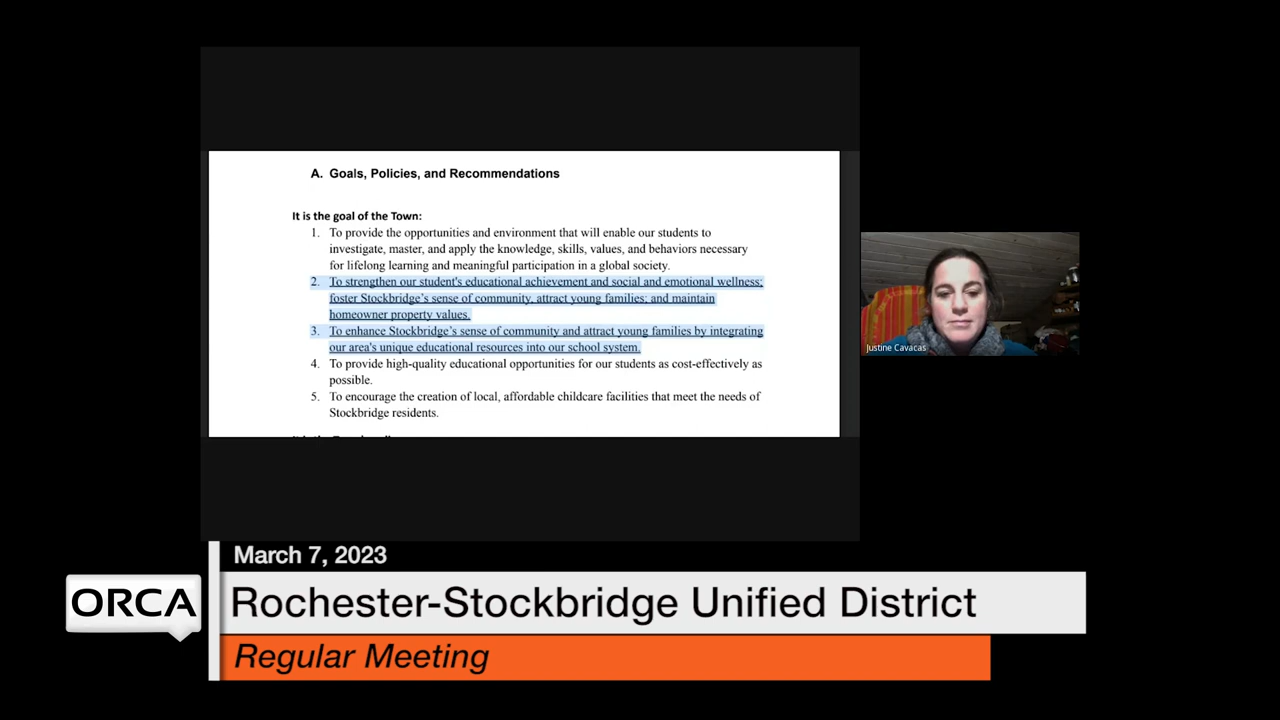 A. Goals, Policies, and Recommendations
It is the goal of the Town:
1. To provide the opportunities and environment that will enable our students to
investigate, master, and apply the knowledge, skills, values, and behaviors necessary
for lifelong learning and meaningful participation in a global society.
2. To strengthen our student's educational achievement and social and emotional wellness;
foster Stockbridge’s sense of community, attract young families; and maintain
homeowner property values.
3. To enhance Stockbridge’s sense of community and attract young families by integrating
our area's unique educational resources into our school system.
4. To provide high-quality educational opportunities for our students as cost-effectively as
possible.
5. To encourage the creation of local, affordable childcare facilities that meet the needs of
Stockbridge residents.
Justine Cavacas
March 7, 2023
ORCA
Rochester-Stockbridge Unified District
Regular Meeting